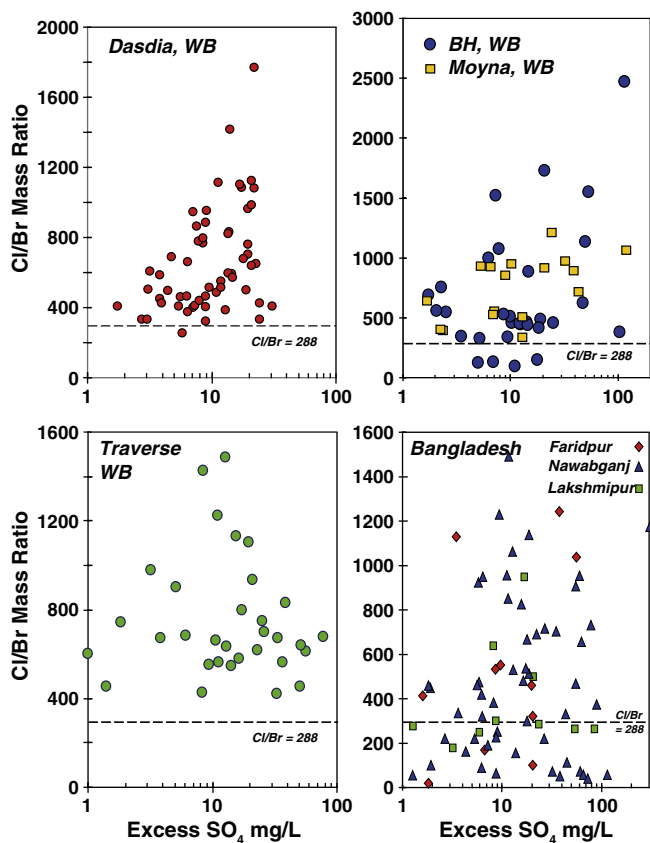 Dasdia, WB
Cl/Br Mass Ratio
2000
1600
1200
800
400
0
Cl/Br = 288
1
10
100
BH, WB
Moyna, WB
3000
2500
2000
1500
1000
500
0
Cl/Br = 288
1
10
100
Traverse
WB
Cl/Br Mass Ratio
1600
1200
800
400
0
Cl/Br = 288
1
10
100
Excess SO4 mg/L
Bangladesh
Faridpur
Nawabganj
Lakshmipur
1600
1400
1200
1000
800
600
400
200
0
Cl/Br
= 288
1
10
100
Excess SO4 mg/L